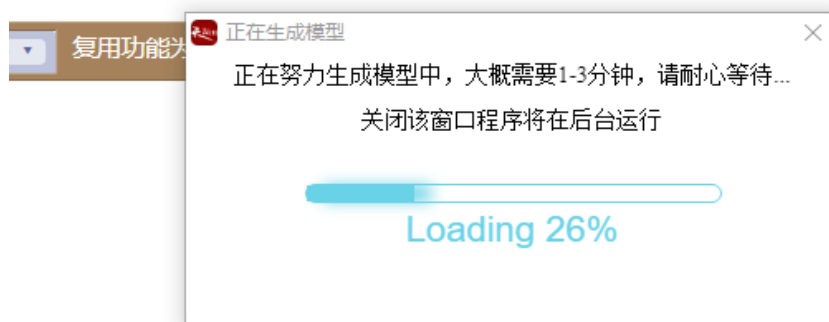 正在生成模型
复用功能为
正在努力生成模型中，大概需要1-3分钟，请耐心等待...
关闭该窗口程序将在后台运行
Loading 26%